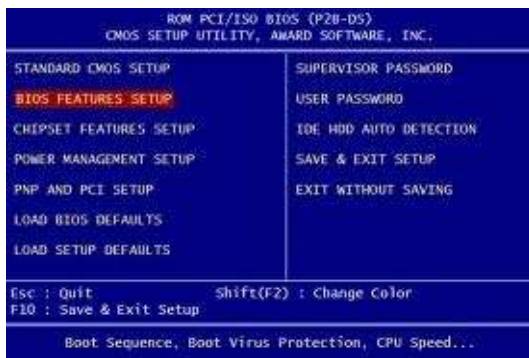 ROM PCI/ISO BIOS (P2B-DS)
CMOS SETUP UTILITY, AWARD SOFTWARE, INC.
STANDARD CMOS SETUP
BIOS FEATURES SETUP
CHIPSET FEATURES SETUP
POWER MANAGEMENT SETUP
PNP AND PCI SETUP
LOAD BIOS DEFAULTS
LOAD SETUP DEFAULTS
SUPERVISOR PASSWORD
USER PASSWORD
IDE HDD AUTO DETECTION
SAVE & EXIT SETUP
EXIT WITHOUT SAVING
Esc : Quit
Shift(F2) : Change Color
F10 : Save & Exit Setup
Boot Sequence, Boot Virus Protection, CPU Speed...